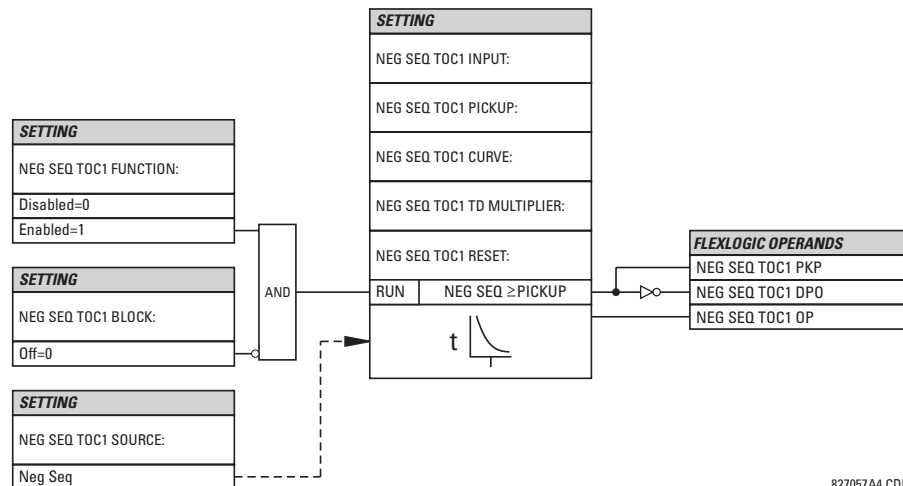 SETTING
NEG SEQ TOC1 FUNCTION:
Disabled=0
Enabled=1
SETTING
NEG SEQ TOC1 BLOCK:
Off=0
SETTING
NEG SEQ TOC1 SOURCE:
Neg Seq
AND
SETTING
NEG SEQ TOC1 INPUT:
NEG SEQ TOC1 PICKUP:
NEG SEQ TOC1 CURVE:
NEG SEQ TOC1 TD MULTIPLIER:
NEG SEQ TOC1 RESET:
RUN NEG SEQ ≥PICKUP
t
FLEXLOGIC OPERANDS
NEG SEQ TOC1 PKP
NEG SEQ TOC1 DPO
NEG SEQ TOC1 OP